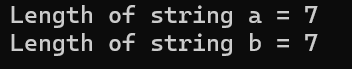 Length of string a = 7
Length of string b = 7